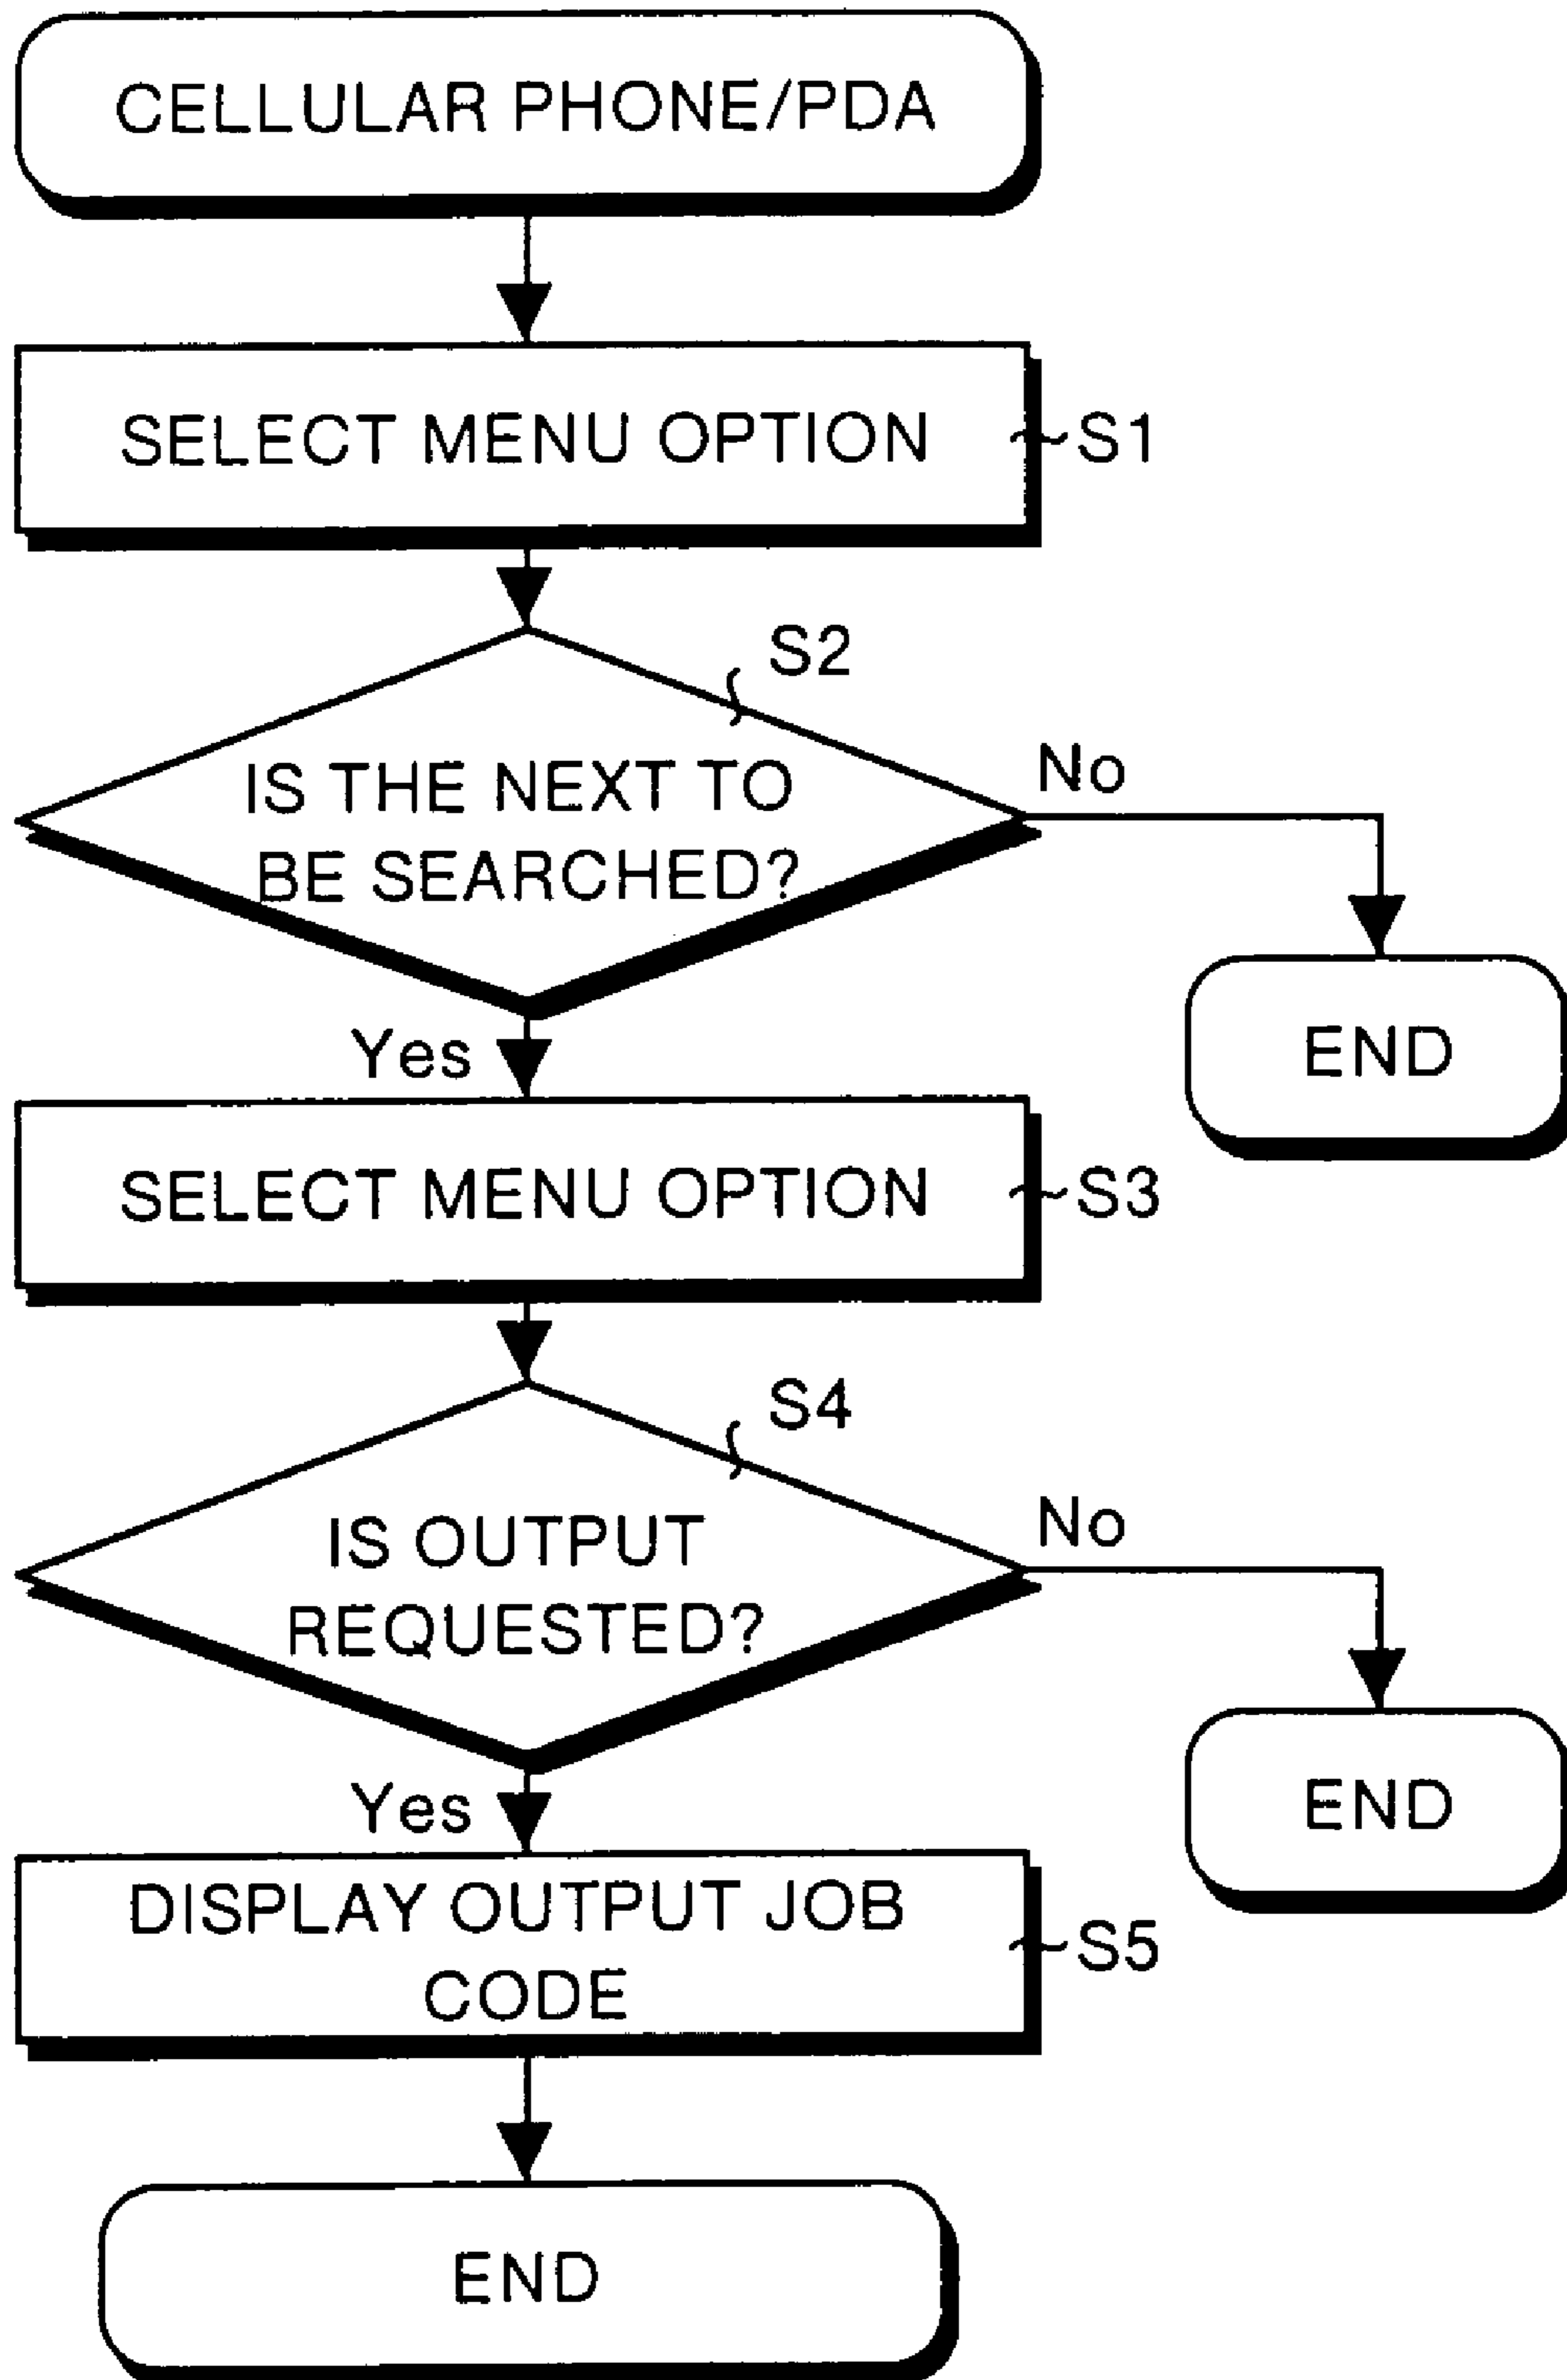 CELLULAR PHONE/PDA
SELECT MENU OPTION
S1
S2
IS THE NEXT TO
BE SEARCHED?
No
END
Yes
SELECT MENU OPTION
S3
S4
IS OUTPUT
REQUESTED?
No
END
Yes
DISPLAY OUTPUT JOB
CODE
S5
END